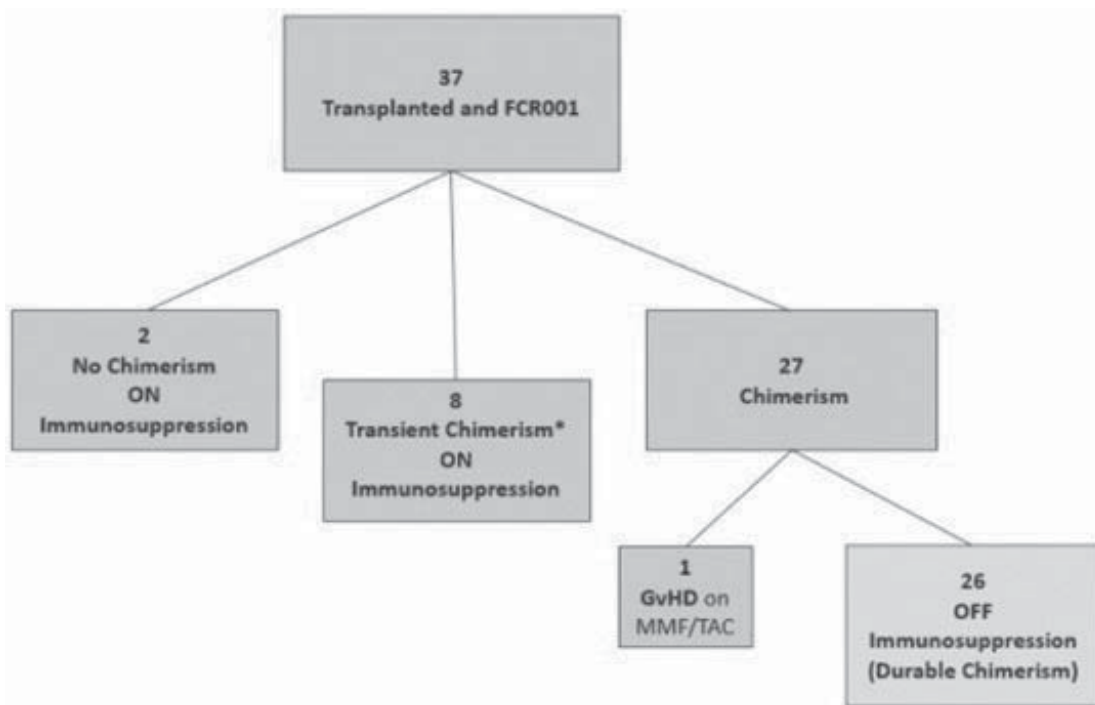 37
Transplanted and FCR001
2
No Chimerism
ON
Immunosuppression
8
Transient Chimerism*
ON
Immunosuppression
27
Chimerism
1
GvHD on
MMF/TAC
26
OFF
Immunosuppression
(Durable Chimerism)